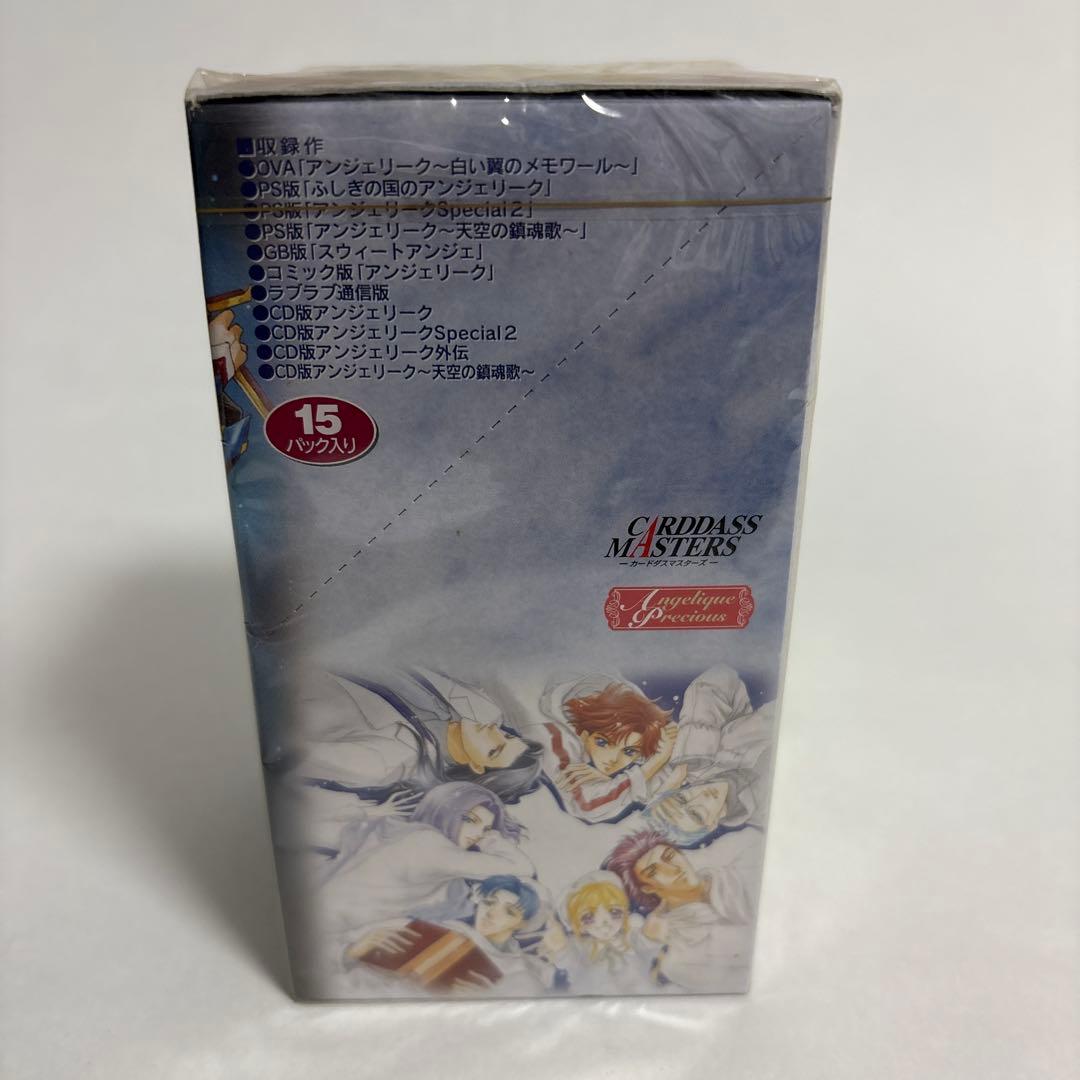 ■収録作
●OVA「アンジェリーク～白い翼のメモワール～」
●PS版「ふしぎの国のアンジェリーク」
●PS版「アンジェリークSpecial2」
●PS版「アンジェリーク～天空の鎮魂歌～」
●GB版「スウィートアンジェ」
●コミック版「アンジェリーク」
●ラブラブ通信版
●CD版アンジェリーク
●CD版アンジェリークSpecial2
●CD版アンジェリーク外伝
●CD版アンジェリーク～天空の鎮魂歌～
15
パック入り
CARDDASS
MASTERS
ーカードダスマスターズー
Angelique
Precious